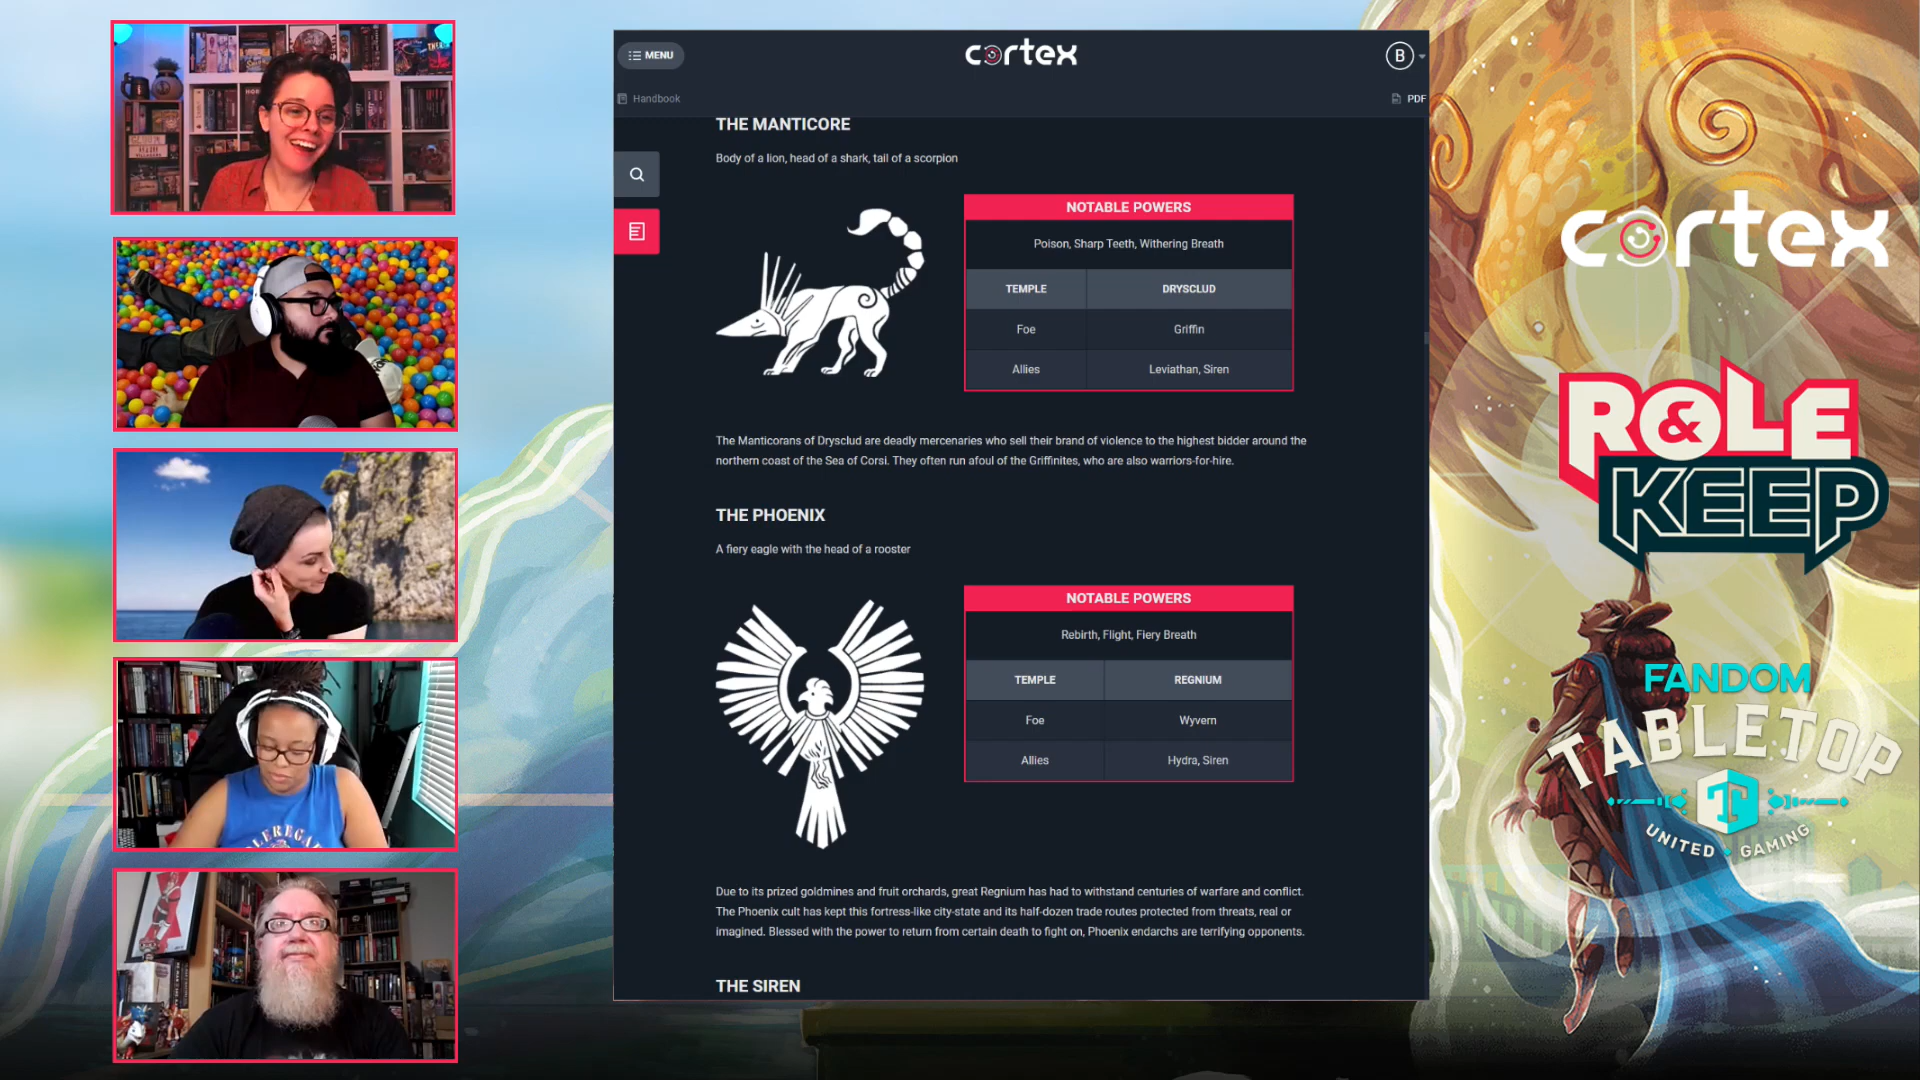 MENU
cortex
B
Handbook
PDF
THE MANTICORE
Body of a lion, head of a shark, tail of a scorpion
NOTABLE POWERS
Poison, Sharp Teeth, Withering Breath
TEMPLE DRYSCLUD
Foe Griffin
Allies Leviathan, Siren
The Manticorans of Drysclud are deadly mercenaries who sell their brand of violence to the highest bidder around the
northern coast of the Sea of Corsi. They often run afoul of the Griffinites, who are also warriors-for-hire.
THE PHOENIX
A fiery eagle with the head of a rooster
NOTABLE POWERS
Rebirth, Flight, Fiery Breath
TEMPLE REGNIUM
Foe Wyvern
Allies Hydra, Siren
Due to its prized goldmines and fruit orchards, great Regnium has had to withstand centuries of warfare and conflict.
The Phoenix cult has kept this fortress-like city-state and its half-dozen trade routes protected from threats, real or
imagined. Blessed with the power to return from certain death to fight on, Phoenix endarchs are terrifying opponents.
THE SIREN
cortex
R&LE
KEEP
FANDOM
TABLETOP
TG
UNITED GAMING